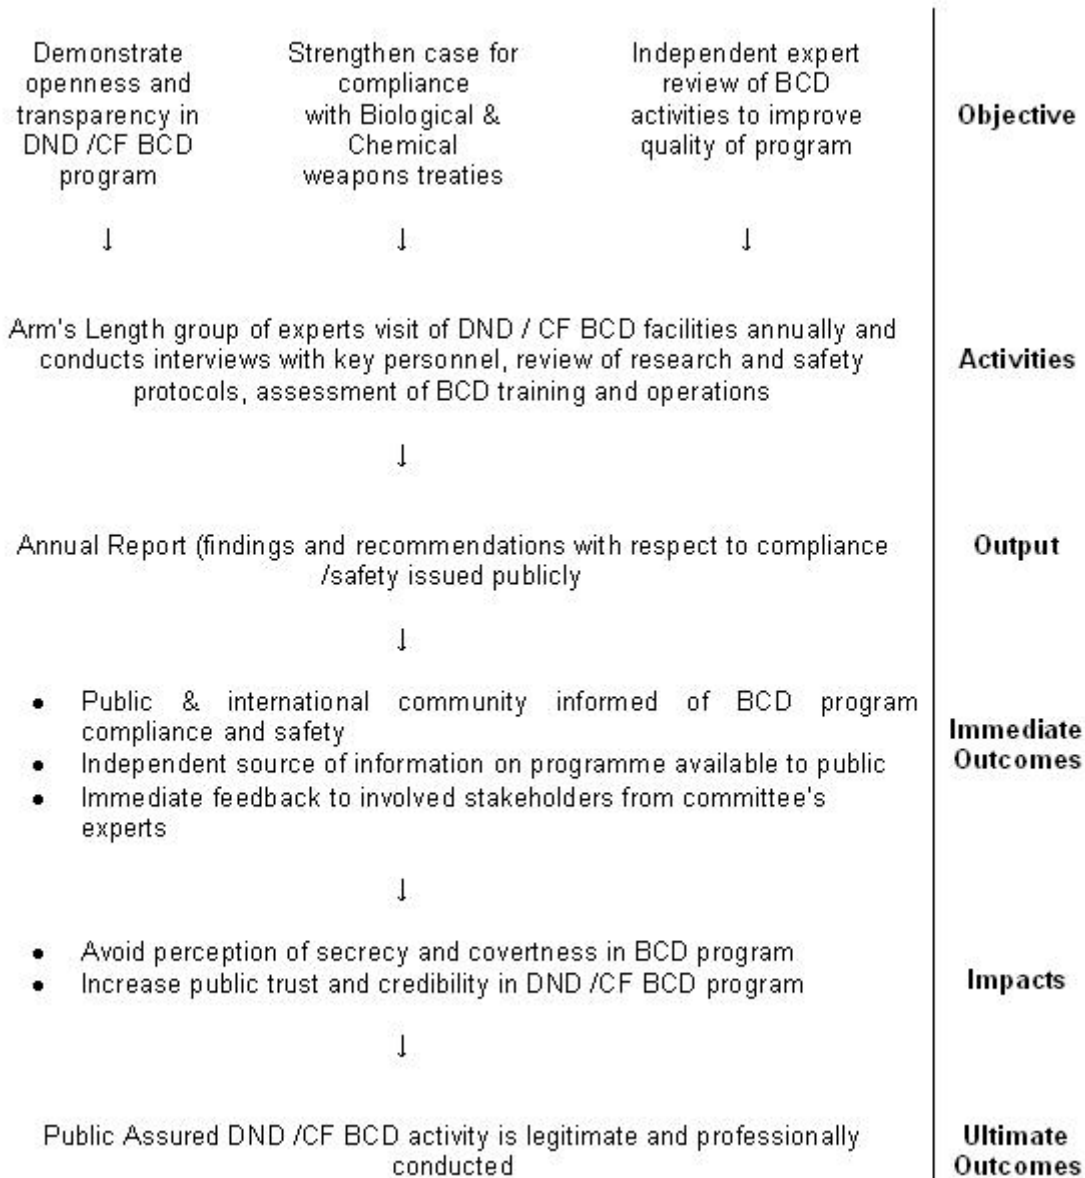 Demonstrate
openness and
transparency in
DND /CF BCD
program
Strengthen case for
compliance
with Biological &
Chemical
weapons treaties
Independent expert
review of BCD
activities to improve
quality of program
Objective
↓ ↓ ↓
Arm's Length group of experts visit of DND / CF BCD facilities annually and
conducts interviews with key personnel, review of research and safety
protocols, assessment of BCD training and operations
Activities
↓
Annual Report (findings and recommendations with respect to compliance
/safety issued publicly
Output
↓
• Public & international community informed of BCD program
compliance and safety
• Independent source of information on programme available to public
• Immediate feedback to involved stakeholders from committee's
experts
Immediate
Outcomes
↓
• Avoid perception of secrecy and covertness in BCD program
• Increase public trust and credibility in DND /CF BCD program
Impacts
↓
Public Assured DND /CF BCD activity is legitimate and professionally
conducted
Ultimate
Outcomes